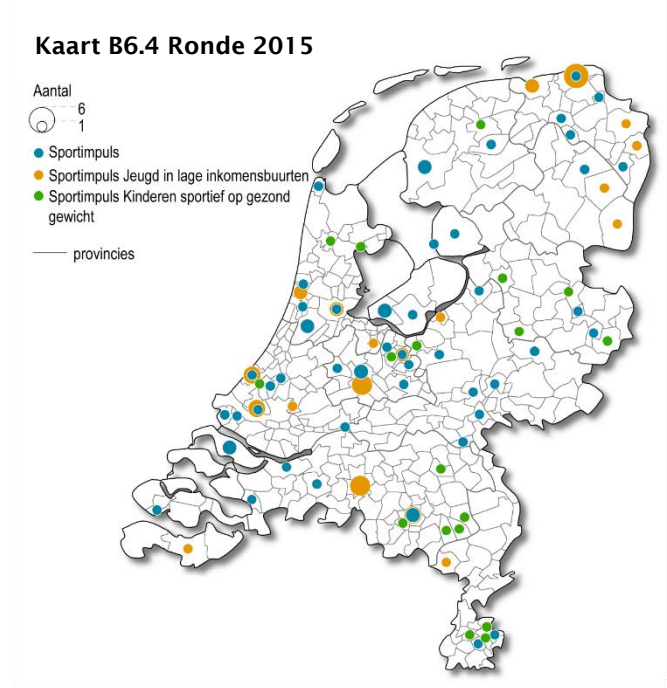 Kaart B6.4 Ronde 2015
Aantal
6
1
Sportimpuls
Sportimpuls Jeugd in lage inkomensbuurten
Sportimpuls Kinderen sportief op gezond
gewicht
provincies